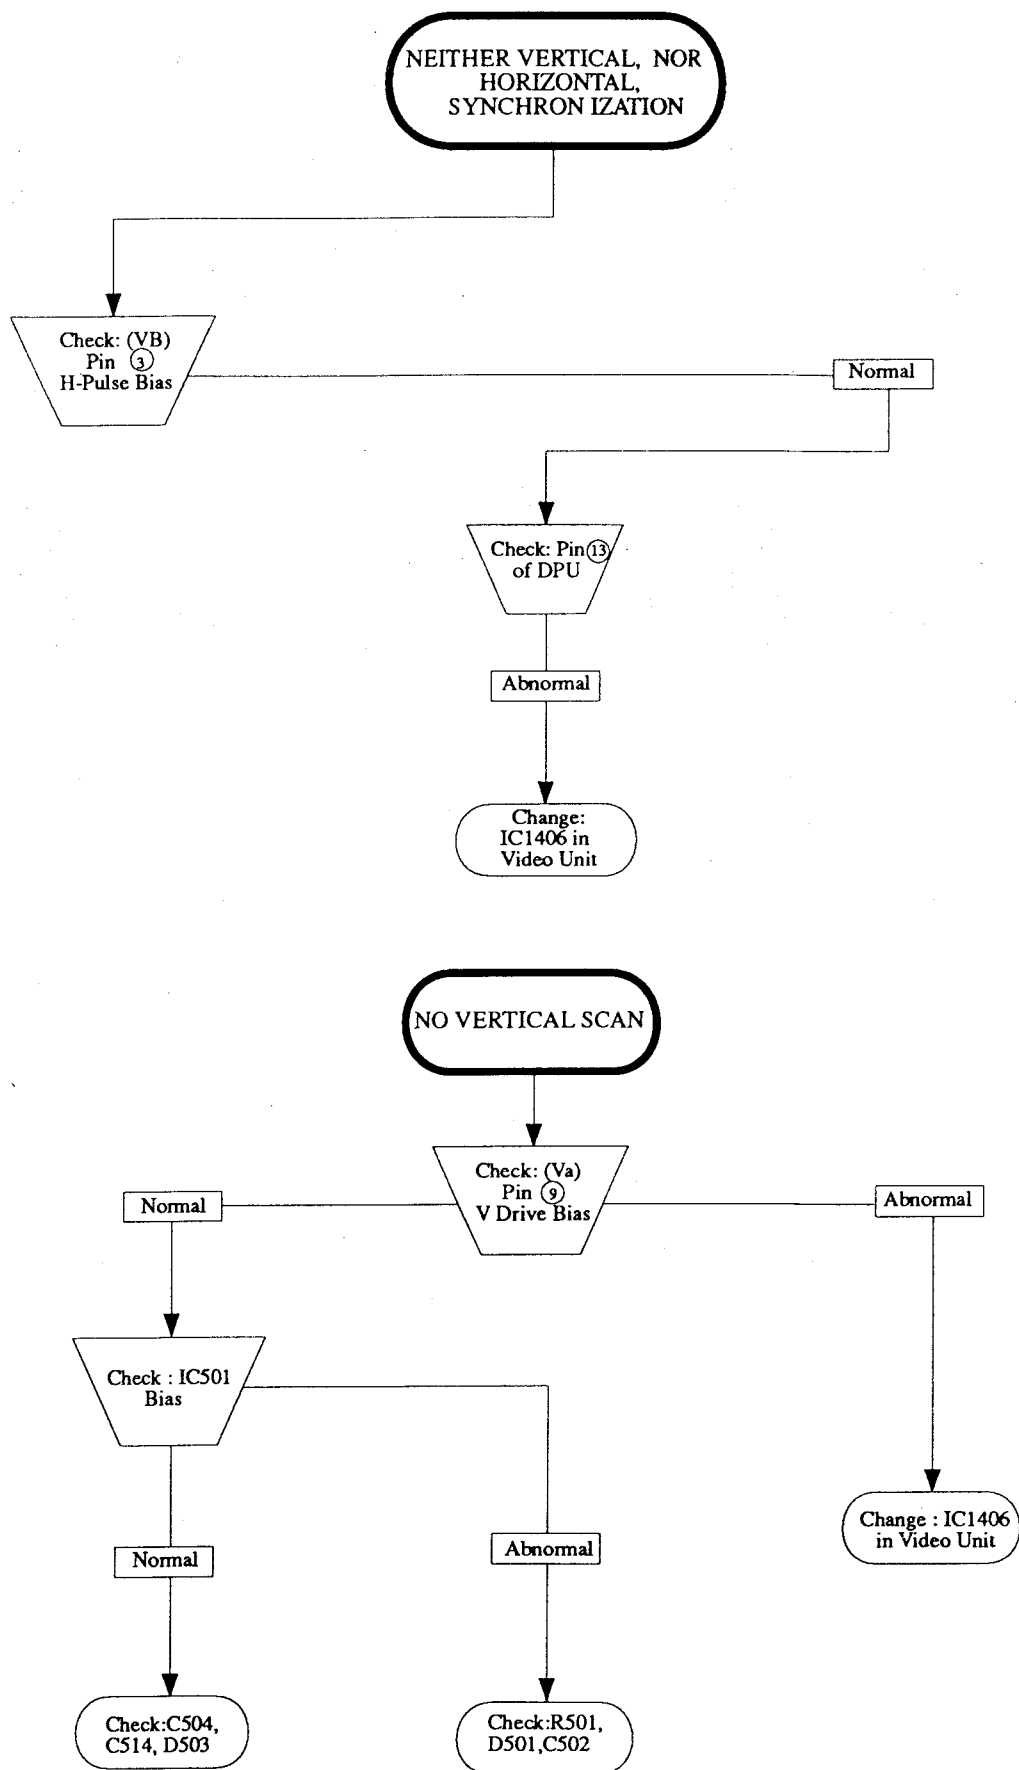 NEITHER VERTICAL, NOR
HORIZONTAL,
SYNCHRON IZATION
Check: (VB)
Pin 3
H-Pulse Bias
Normal
Check: Pin 13
of DPU
Abnormal
Change:
IC1406 in
Video Unit
NO VERTICAL SCAN
Check: (Va)
Pin 9
V Drive Bias
Normal
Abnormal
Check : IC501
Bias
Change : IC1406
in Video Unit
Normal
Abnormal
Check:C504,
C514, D503
Check:R501,
D501,C502